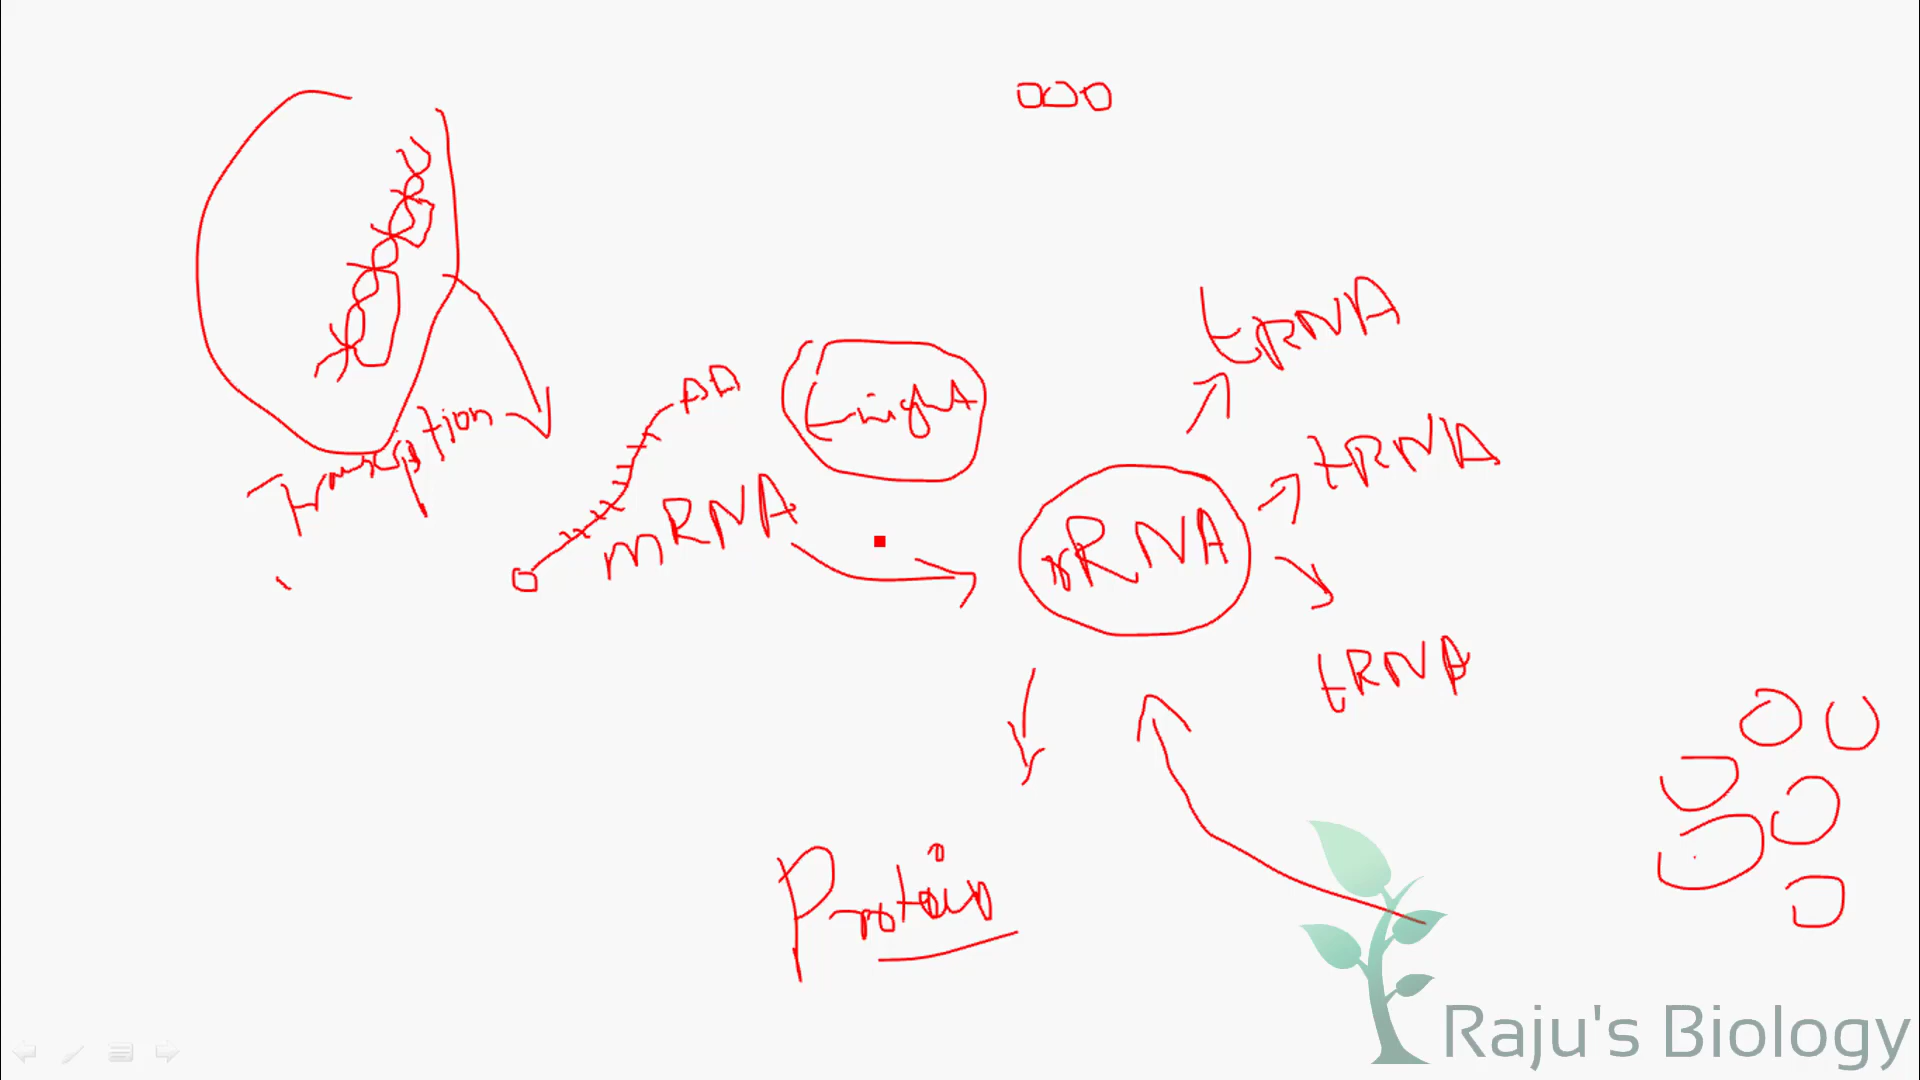 tRNA
AA
tRNA
Transcription
mRNA
rRNA
tRNA
Protein
Raju's Biology